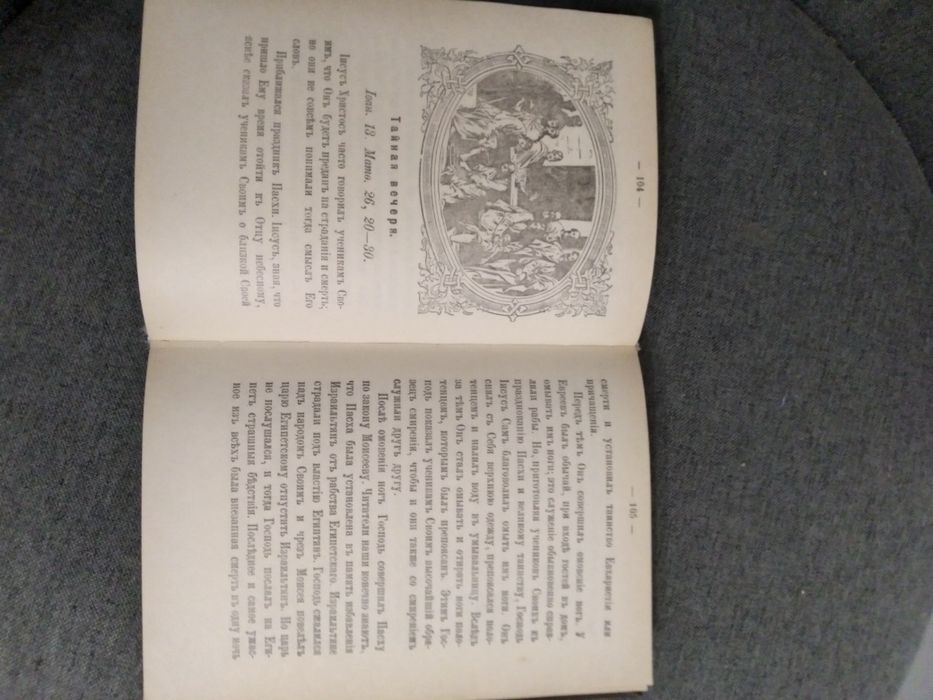 — 104 —
Тайная вечеря.
Іоан. 13. Матѳ. 26, 20—30.
Іисусъ Христосъ часто говорилъ ученикамъ Сво-
имъ, что Онъ будетъ преданъ на страданія и смерть;
но они не совсѣмъ понимали тогда смыслъ Его
словъ.
Приближался праздникъ Пасхи. Іисусъ, зная, что
пришло Ему время отойти къ Отцу небесному,
яснѣе сказалъ ученикамъ Своимъ о близкой Своей
— 105 —
смерти и установилъ таинство Евхаристіи или
причащенія.
Передъ тѣмъ Онъ совершилъ омовеніе ногъ. У
Евреевъ былъ обычай, при входѣ гостей въ домъ,
омывать имъ ноги; это служеніе обыкновенно справ-
ляли рабы. Но, приготовляя учениковъ Своихъ къ
празднованію Пасхи и великому таинству, Господь
Іисусъ Самъ благоволилъ омыть имъ ноги. Онъ
снялъ съ Себя верхнюю одежду, препоясался поло-
тенцемъ и налилъ воду въ умывальницу. Вслѣдъ
за тѣмъ Онъ сталъ омывать и отирать ноги поло-
тенцемъ, которымъ былъ препоясанъ. Этимъ Гос-
подь показалъ ученикамъ Своимъ высочайшій обра-
зецъ смиренія, чтобы и они также со смиреніемъ
служили другъ другу.
Послѣ омовенія ногъ Господь совершилъ Пасху
по закону Моисееву. Читатели наши конечно знаютъ,
что Пасха была установлена въ память избавленія
Израильтянъ отъ рабства Египетскаго. Израильтяне
страдали подъ властію Египтянъ. Господь сжалился
надъ народомъ Своимъ и чрезъ Моисея повелѣлъ
царю Египетскому отпустить Израильтянъ. Но царь
не послушался, и тогда Господь послалъ на Еги-
петъ страшныя бѣдствія. Послѣднее и самое ужас-
ное изъ всѣхъ была внезапная смерть въ одну ночь